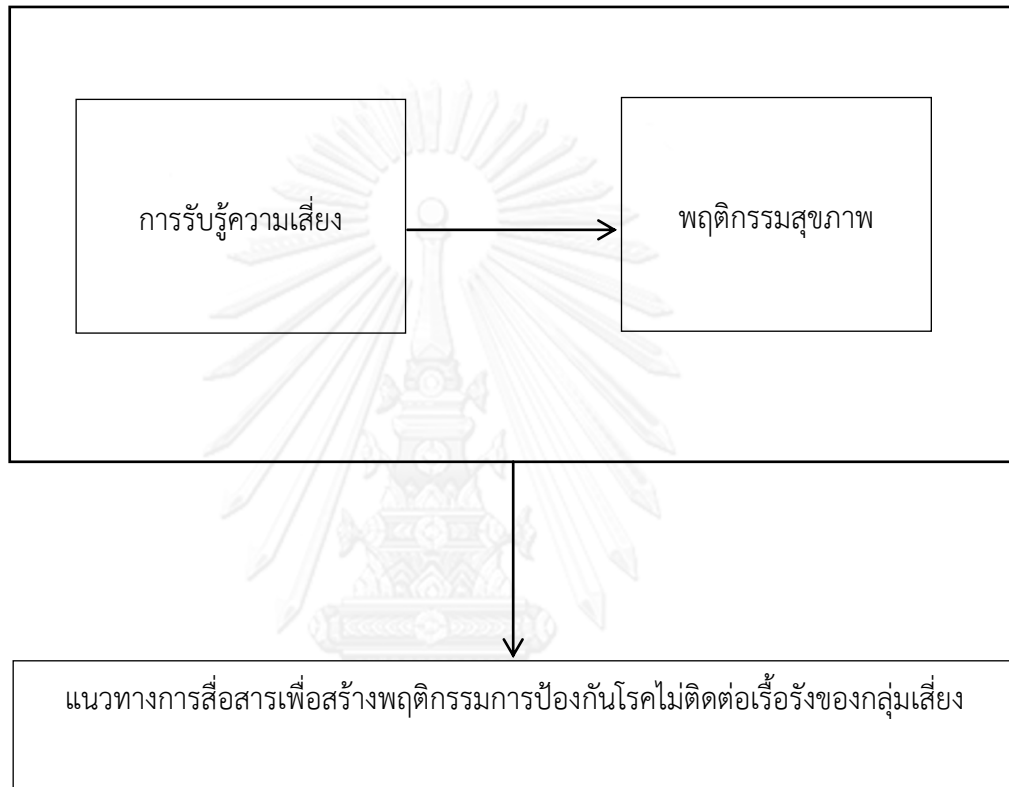 การรับรู้ความเสี่ยง
พฤติกรรมสุขภาพ
แนวทางการสื่อสารเพื่อสร้างพฤติกรรมการป้องกันโรคไม่ติดต่อเรื้อรังของกลุ่มเสี่ยง